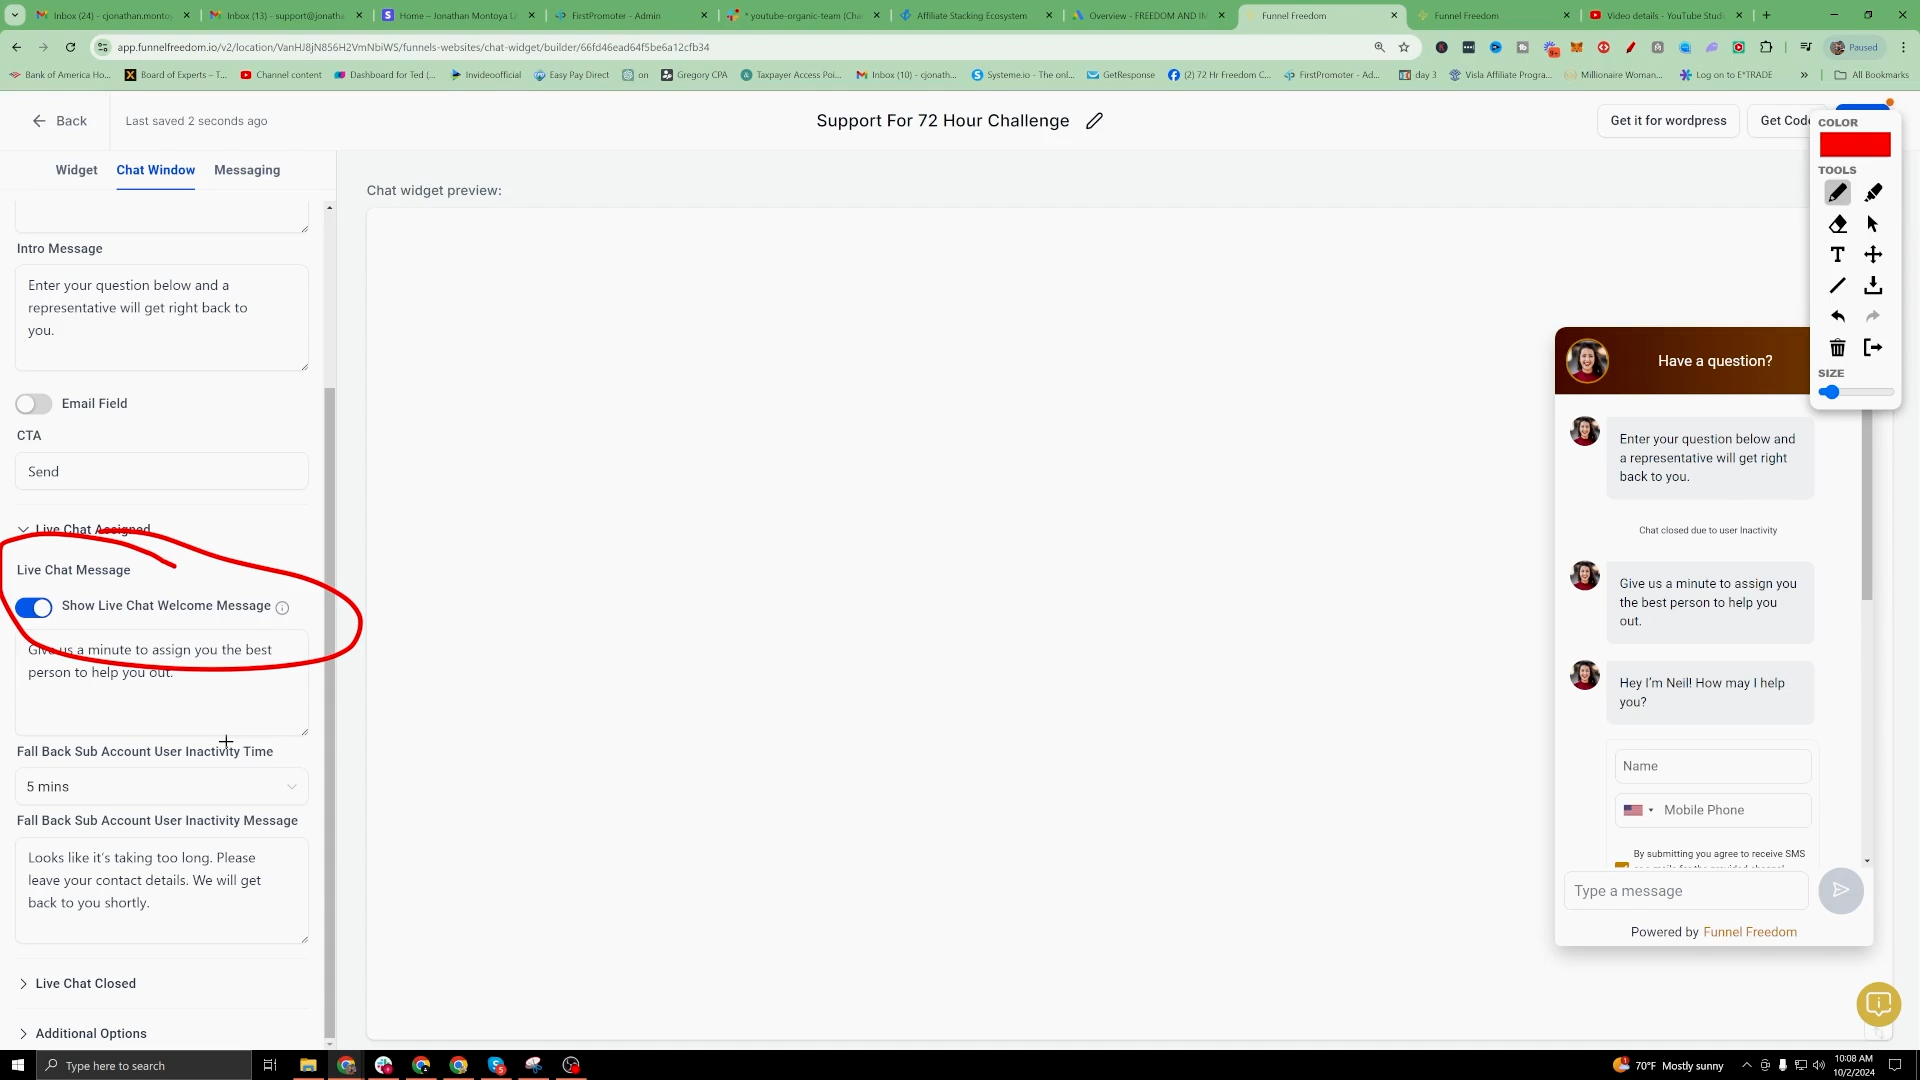 Inbox (24) - cjonathan.montoy
Inbox (13) - support@jonatha
Home – Jonathan Montoya Li
FirstPromoter - Admin
* youtube-organic-team (Cha
Affiliate Stacking Ecosystem
Overview - FREEDOM AND IM
Funnel Freedom
Funnel Freedom
Video details - YouTube Studi
app.funnelfreedom.io/v2/location/VanHJ8jN856H2VmNbiWS/funnels-websites/chat-widget/builder/66fd46ead64f5be6a12cfb34
Paused
Bank of America Ho...
Board of Experts – T...
Channel content
Dashboard for Ted (...
Invideoofficial
Easy Pay Direct
on
Gregory CPA
Taxpayer Access Poi...
Inbox (10) - cjonath...
Systeme.io - The onl...
GetResponse
(2) 72 Hr Freedom C...
FirstPromoter - Ad...
day 3
Visla Affiliate Progra...
Millionaire Woman...
Log on to E*TRADE
All Bookmarks
Back
Last saved 2 seconds ago
Support For 72 Hour Challenge
Get it for wordpress
Get Code
COLOR
TOOLS
SIZE
Widget
Chat Window
Messaging
Chat widget preview:
Intro Message
Enter your question below and a
representative will get right back to
you.
Email Field
CTA
Send
Live Chat Assigned
Live Chat Message
Show Live Chat Welcome Message
Give us a minute to assign you the best
person to help you out.
Fall Back Sub Account User Inactivity Time
5 mins
Fall Back Sub Account User Inactivity Message
Looks like it's taking too long. Please
leave your contact details. We will get
back to you shortly.
Live Chat Closed
Additional Options
Have a question?
Enter your question below and
a representative will get right
back to you.
Chat closed due to user Inactivity
Give us a minute to assign you
the best person to help you
out.
Hey I'm Neil! How may I help
you?
Name
Mobile Phone
By submitting you agree to receive SMS
Type a message
Powered by Funnel Freedom
Type here to search
70°F Mostly sunny
10:08 AM
10/2/2024